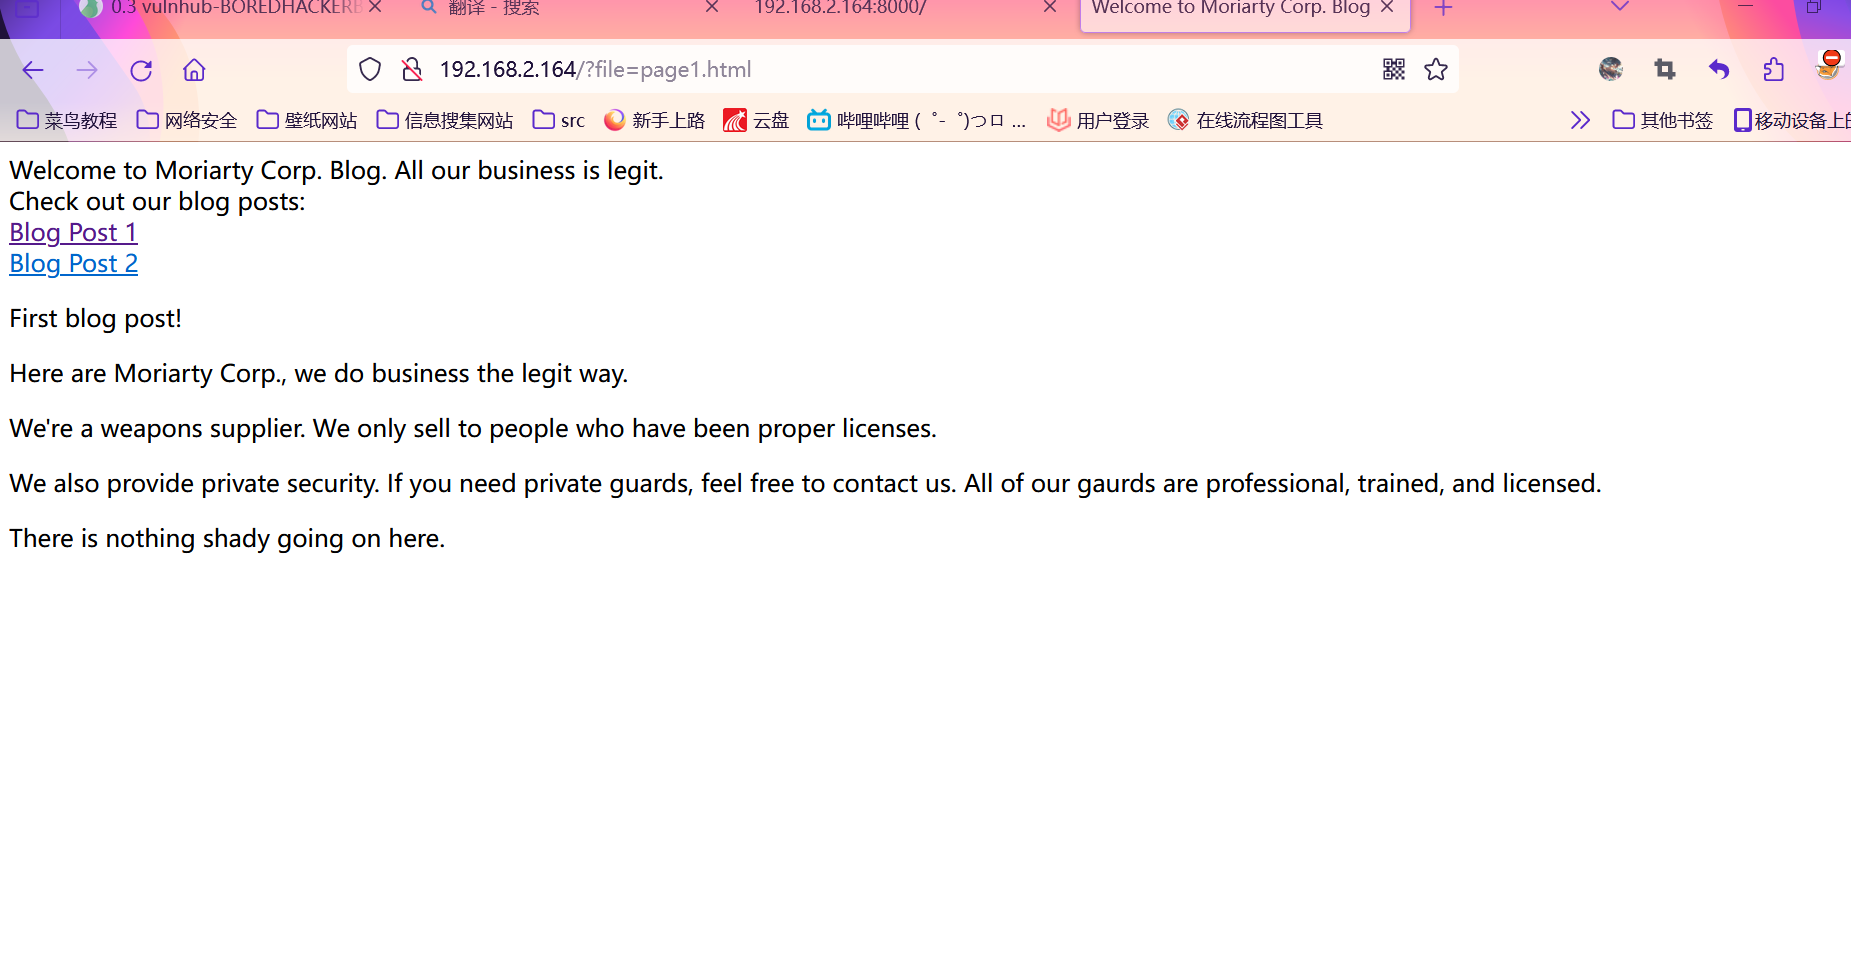 0.3 vulnhub-BOREDHACKERB
翻译 - 搜索
192.168.2.164:8000/
Welcome to Moriarty Corp. Blog
192.168.2.164/?file=page1.html
菜鸟教程 网络安全 壁纸网站 信息搜集网站 src 新手上路 云盘 哔哩哔哩 ( ゜- ゜)つロ ... 用户登录 在线流程图工具 其他书签 移动设备上的
Welcome to Moriarty Corp. Blog. All our business is legit.
Check out our blog posts:
Blog Post 1
Blog Post 2
First blog post!
Here are Moriarty Corp., we do business the legit way.
We're a weapons supplier. We only sell to people who have been proper licenses.
We also provide private security. If you need private guards, feel free to contact us. All of our gaurds are professional, trained, and licensed.
There is nothing shady going on here.